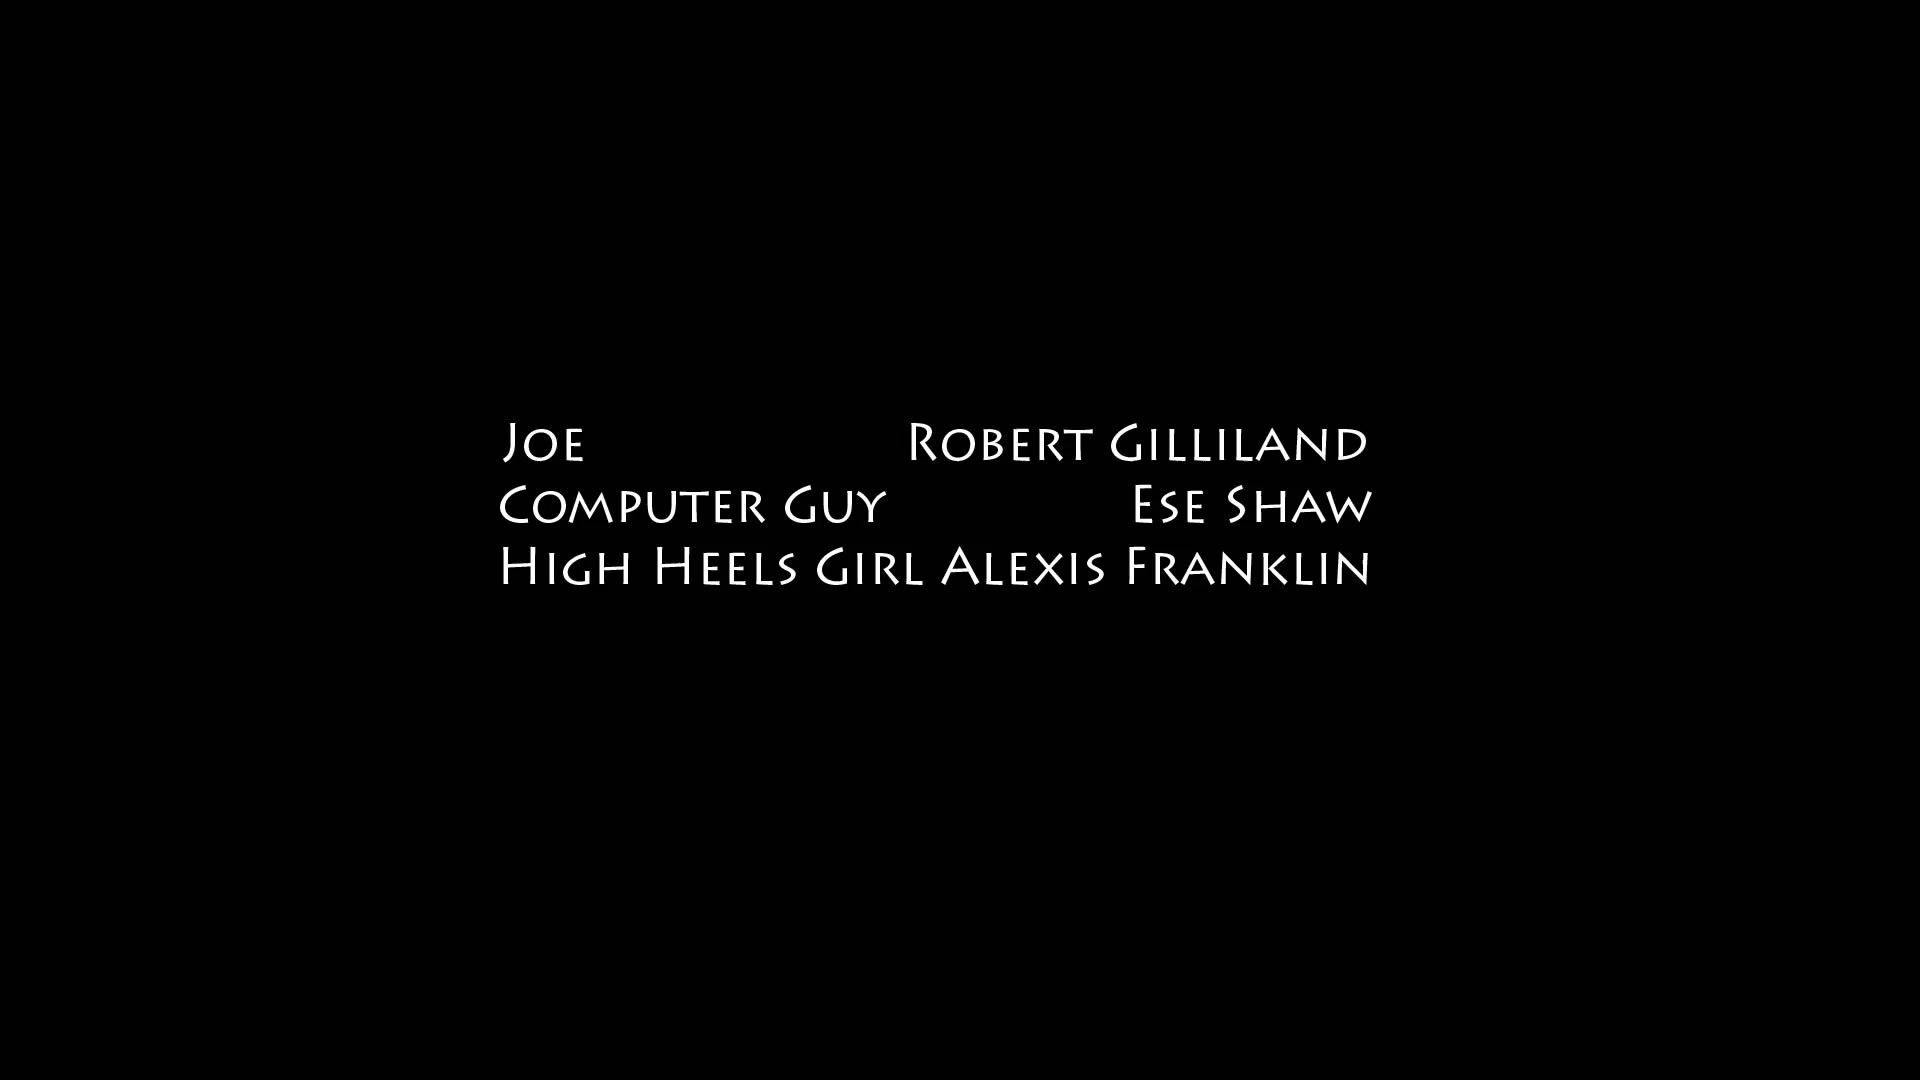 Joe Robert Gilliland
Computer Guy Ese Shaw
High Heels Girl Alexis Franklin